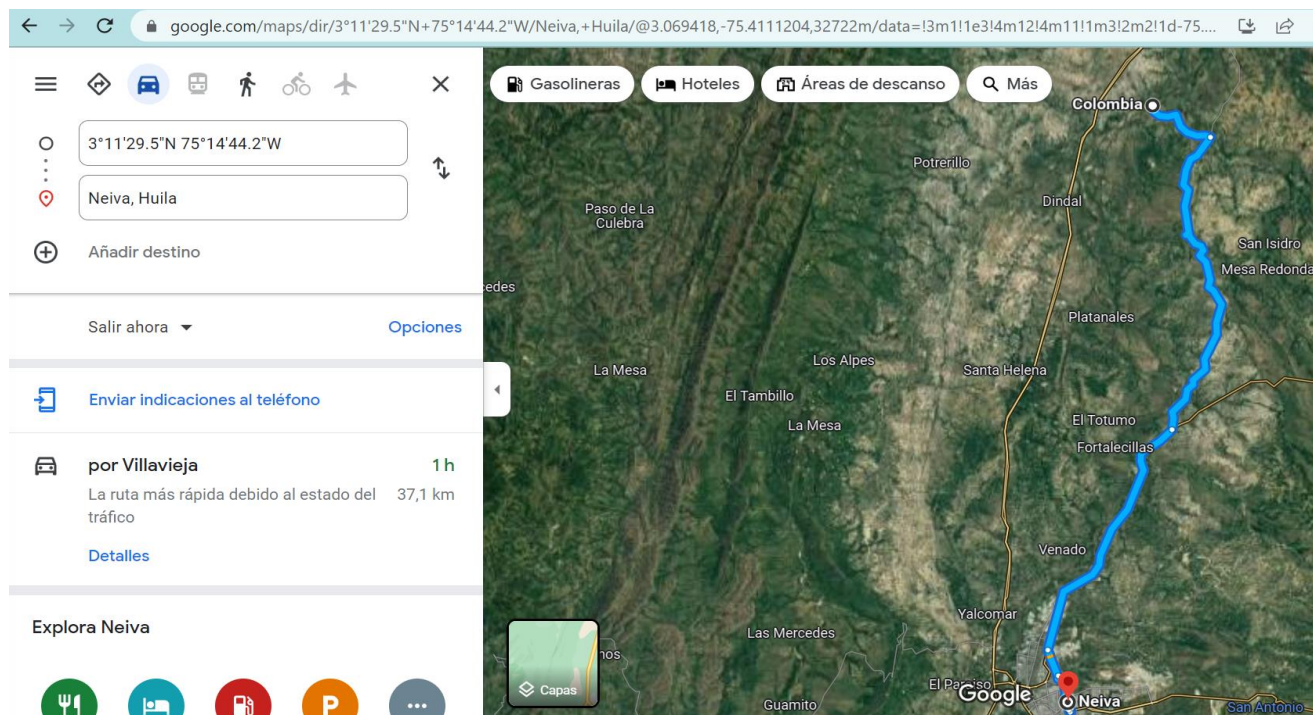 google.com/maps/dir/3°11'29.5"N+75°14'44.2"W/Neiva,+Huila/@3.069418,-75.4111204,32722m/data=!3m1!1e3!4m12!4m11!1m3!2m2!1d-75....
3°11'29.5"N 75°14'44.2"W
Neiva, Huila
Añadir destino
Salir ahora
Opciones
Enviar indicaciones al teléfono
por Villavieja
1 h
La ruta más rápida debido al estado del
37,1 km
tráfico
Detalles
Explora Neiva
P
Gasolineras
Hoteles
Áreas de descanso
Más
Colombia
Potrerillo
Dindal
Paso de La
Culebra
San Isidro
Mesa Redonda
cedes
Platanales
Los Alpes
La Mesa
Santa Helena
El Tambillo
El Totumo
La Mesa
Fortalecillas
Venado
Yalcomar
Las Mercedes
nos
Capas
El Paraiso
Google
Neiva
Guamito
San Antonio